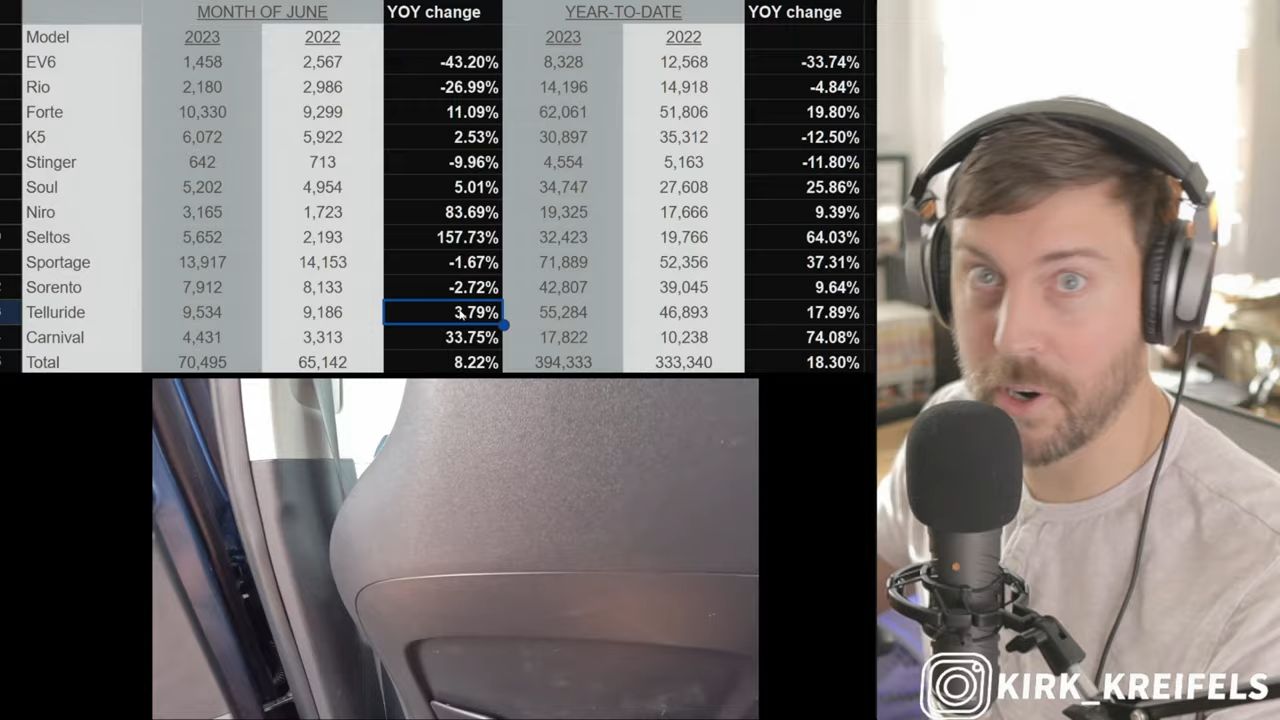 MONTH OF JUNE YOY change YEAR-TO-DATE YOY change
Model 2023 2022 2023 2022
EV6 1,458 2,567 -43.20% 8,328 12,568 -33.74%
Rio 2,180 2,986 -26.99% 14,196 14,918 -4.84%
Forte 10,330 9,299 11.09% 62,061 51,806 19.80%
K5 6,072 5,922 2.53% 30,897 35,312 -12.50%
Stinger 642 713 -9.96% 4,554 5,163 -11.80%
Soul 5,202 4,954 5.01% 34,747 27,608 25.86%
Niro 3,165 1,723 83.69% 19,325 17,666 9.39%
Seltos 5,652 2,193 157.73% 32,423 19,766 64.03%
Sportage 13,917 14,153 -1.67% 71,889 52,356 37.31%
Sorento 7,912 8,133 -2.72% 42,807 39,045 9.64%
Telluride 9,534 9,186 3.79% 55,284 46,893 17.89%
Carnival 4,431 3,313 33.75% 17,822 10,238 74.08%
Total 70,495 65,142 8.22% 394,333 333,340 18.30%
KIRK_KREIFELS